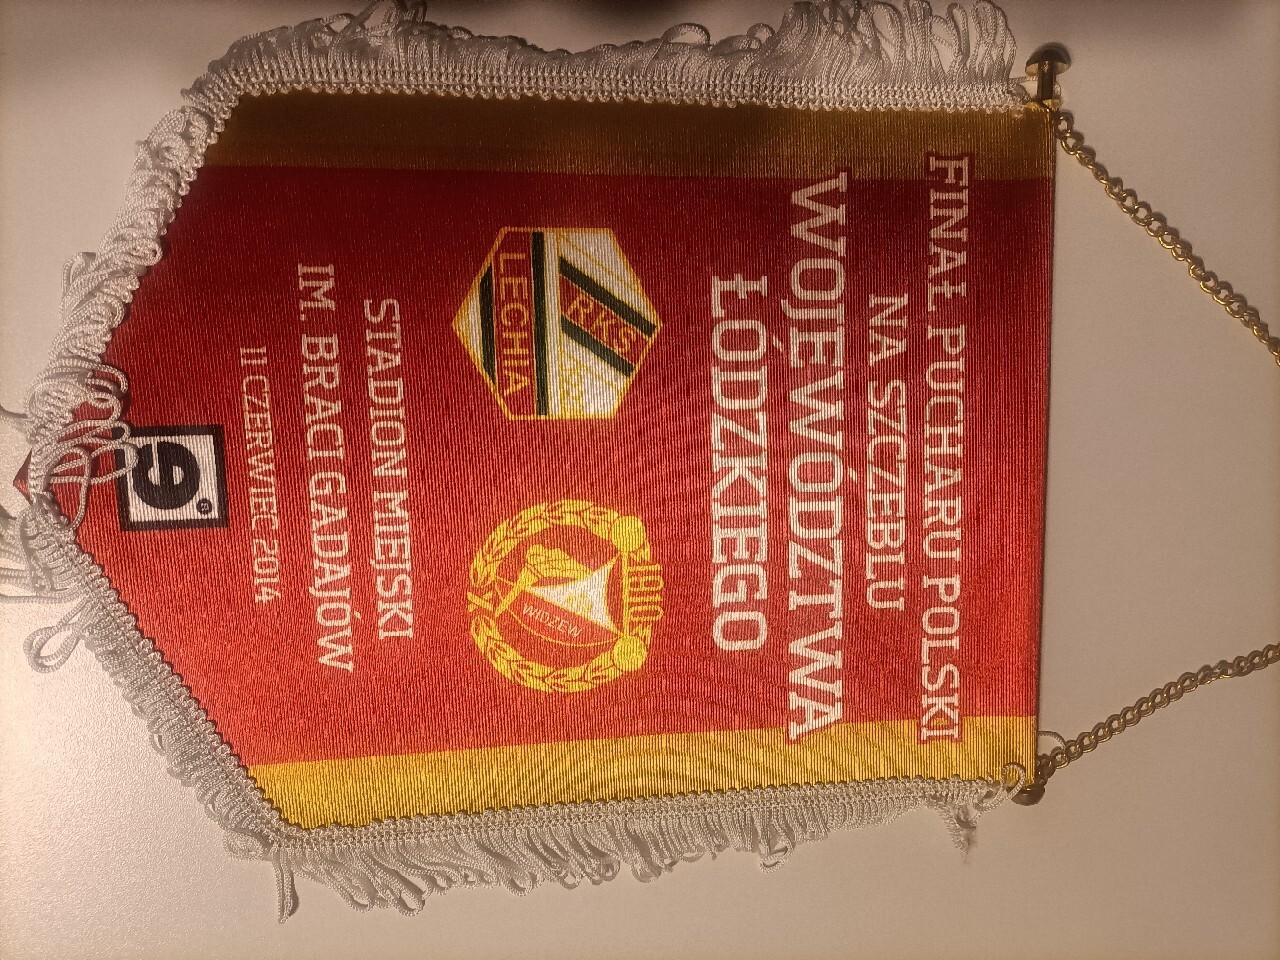 FINAŁ PUCHARU POLSKI
NA SZCZEBLU
WOJEWÓDZTWA
ŁÓDZKIEGO
RKS
LECHIA
1910
WIDZEW
STADION MIEJSKI
IM. BRACI GADAJÓW
11 CZERWIEC 2014
e®